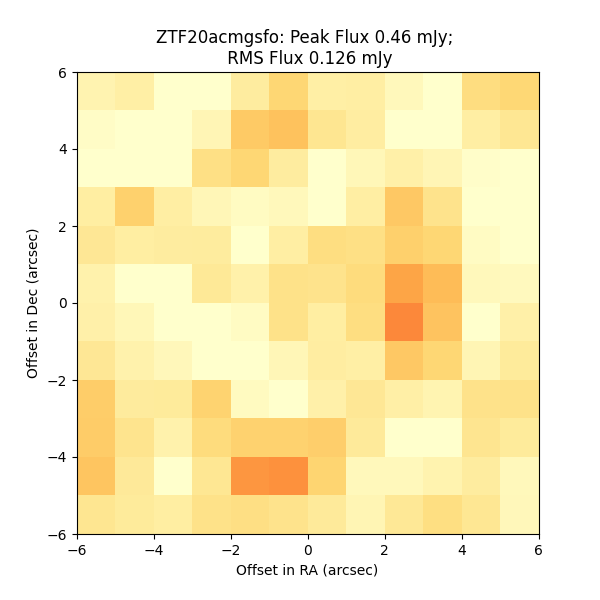 ZTF20acmgsfo: Peak Flux 0.46 mJy;
RMS Flux 0.126 mJy
6
4
2
0
−2
−4
−6
Offset in Dec (arcsec)
−6 −4 −2 0 2 4 6
Offset in RA (arcsec)